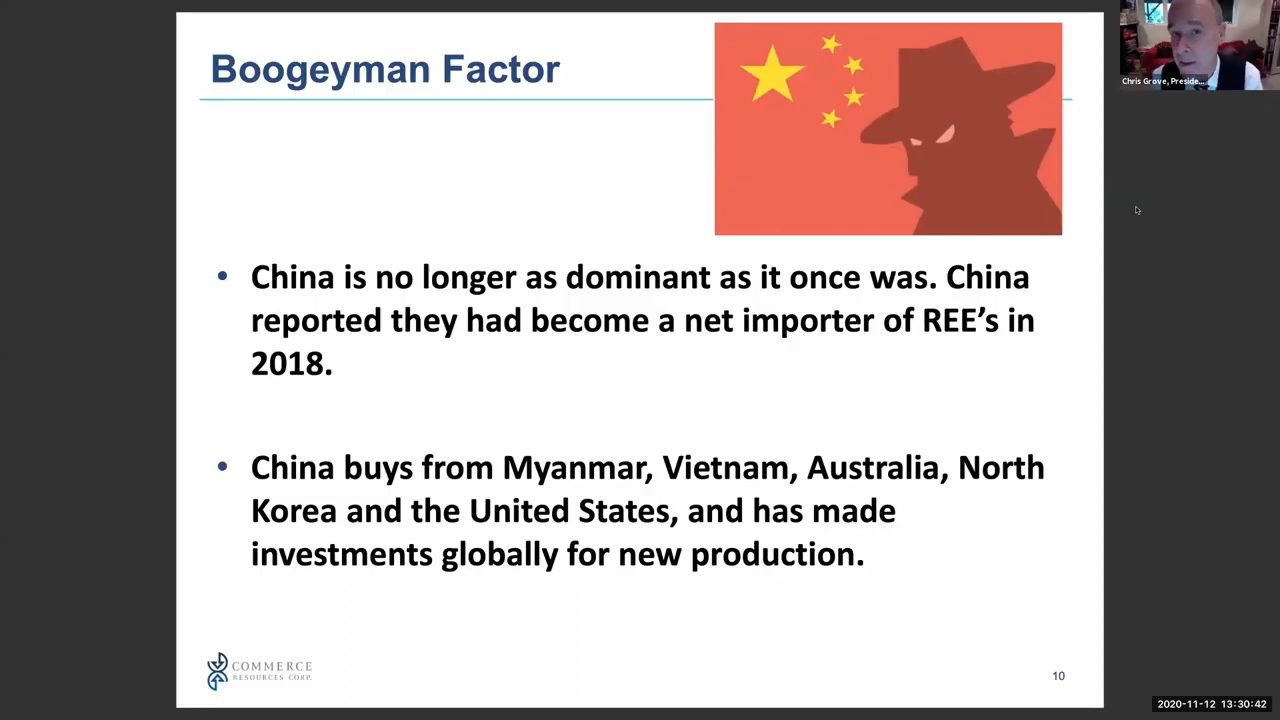 Boogeyman Factor
Chris Grove, Preside...
• China is no longer as dominant as it once was. China
reported they had become a net importer of REE’s in
2018.
• China buys from Myanmar, Vietnam, Australia, North
Korea and the United States, and has made
investments globally for new production.
COMMERCE
RESOURCES CORP.
10
2020-11-12 13:30:42